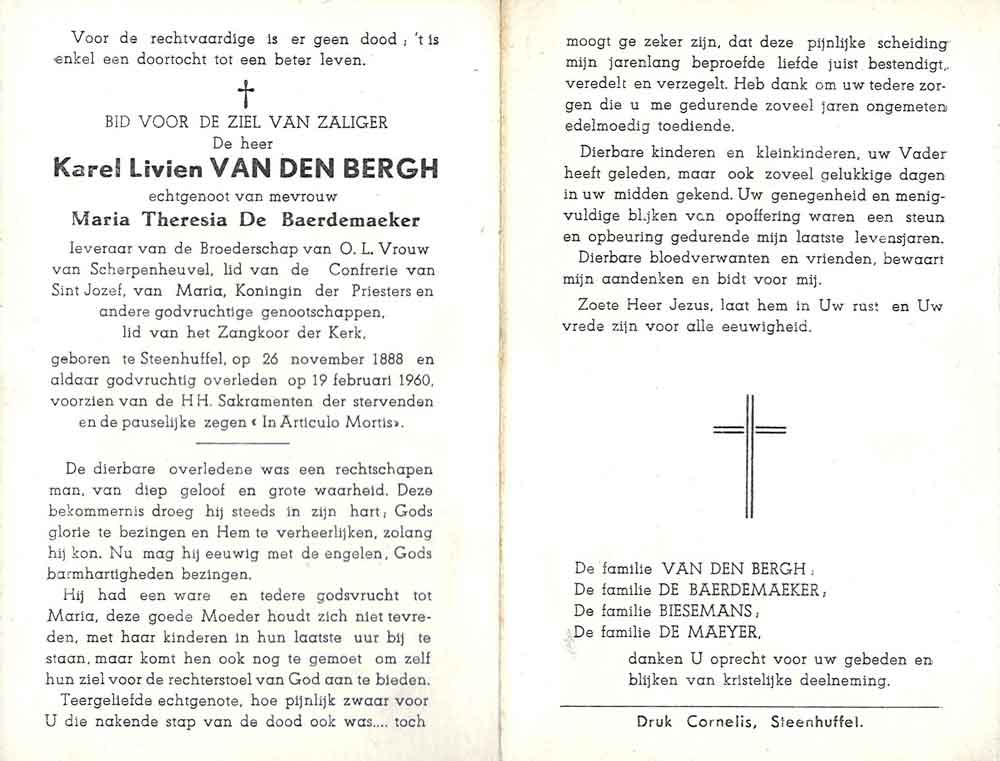 Voor de rechtvaardige is er geen dood ; 't is
enkel een doortocht tot een beter leven.
BID VOOR DE ZIEL VAN ZALIGER
De heer
Karel Livien VAN DEN BERGH
echtgenoot van mevrouw
Maria Theresia De Baerdemaeker
ieveraar van de Broederschap van O. L. Vrouw
van Scherpenheuvel, lid van de Confrerie van
Sint Jozef, van Maria, Koningin der Priesters en
andere godvruchtige genootschappen,
lid van het Zangkoor der Kerk,
geboren te Steenhuffel, op 26 november 1888 en
aldaar godvruchtig overleden op 19 februari 1960,
voorzien van de HH. Sakramenten der stervenden
en de pauselijke zegen « In Articulo Mortis».
De dierbare overledene was een rechtschapen
man, van diep geloof en grote waarheid. Deze
bekommernis droeg hij steeds in zijn hart; Gods
glorie te bezingen en Hem te verheerlijken, zolang
hij kon. Nu mag hij eeuwig met de engelen, Gods
barmhartigheden bezingen.
Hij had een ware en tedere godsvrucht tot
Maria, deze goede Moeder houdt zich niet tevre-
den, met haar kinderen in hun laatste uur bij te
staan, maar komt hen ook nog te gemoet om zelf
hun ziel voor de rechterstoel van God aan te bieden.
Teergeliefde echtgenote, hoe pijnlijk zwaar voor
U die nakende stap van de dood ook was.... toch
moogt ge zeker zijn, dat deze pijnlijke scheiding
mijn jarenlang beproefde liefde juist bestendigt,
veredelt en verzegelt. Heb dank om uw tedere zor-
gen die u me gedurende zoveel jaren ongemeten
edelmoedig toediende.
Dierbare kinderen en kleinkinderen, uw Vader
heeft geleden, maar ook zoveel gelukkige dagen
in uw midden gekend. Uw genegenheid en menig-
vuldige blijken van opoffering waren een steun
en opbeuring gedurende mijn laatste levensjaren.
Dierbare bloedverwanten en vrienden, bewaart
mijn aandenken en bidt voor mij.
Zoete Heer Jezus, laat hem in Uw rust en Uw
vrede zijn voor alle eeuwigheid.
De familie VAN DEN BERGH;
De familie DE BAERDEMAEKER;
De familie BIESEMANS;
De familie DE MAEYER,
danken U oprecht voor uw gebeden en
blijken van kristelijke deelneming.
Druk Cornelis, Steenhuffel.